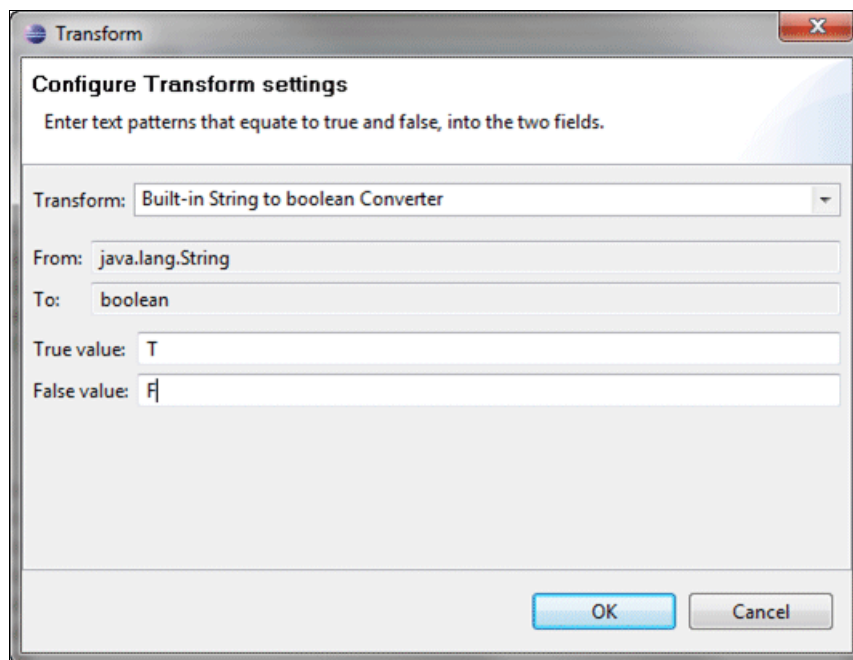 Transform
Configure Transform settings
Enter text patterns that equate to true and false, into the two fields.
Transform: Built-in String to boolean Converter
From: java.lang.String
To: boolean
True value: T
False value: F
OK Cancel